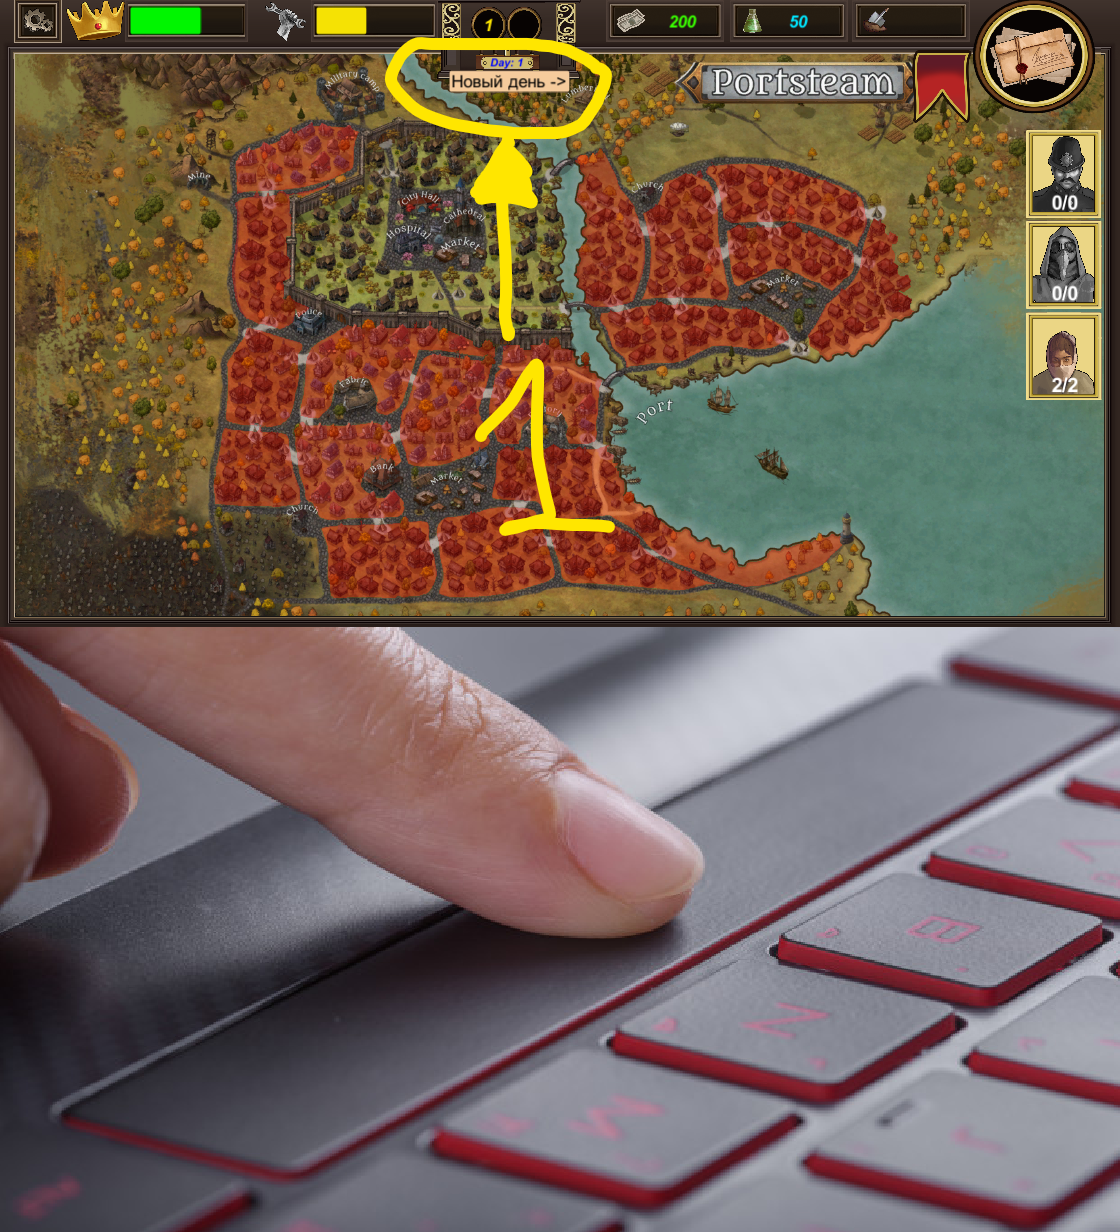 1
200
50
Day: 1
Новый день ->
Portsteam
Military camp
Lumber
Mine
Church
City Hall
Cathedral
Hospital
Market
0/0
Market
0/0
Police
Port
2/2
Bank
Market
Church
1
B
N
M